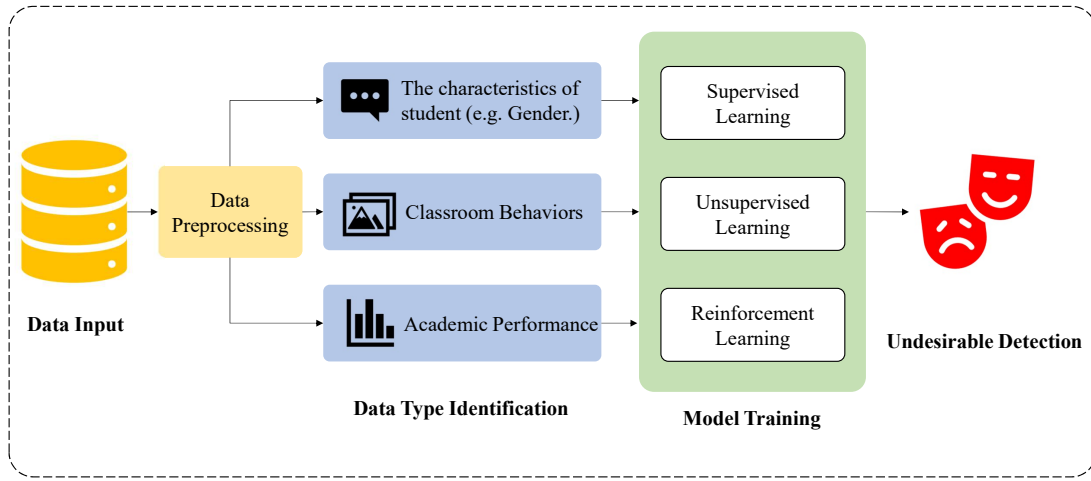 The characteristics of
student (e.g. Gender.)
Supervised
Learning
Data
Preprocessing
Classroom Behaviors
Unsupervised
Learning
Data Input
Academic Performance
Reinforcement
Learning
Undesirable Detection
Data Type Identification
Model Training